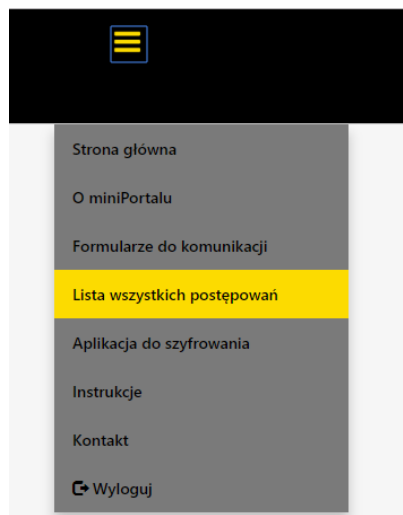 Strona główna
O miniPortalu
Formularze do komunikacji
Lista wszystkich postępowań
Aplikacja do szyfrowania
Instrukcje
Kontakt
Wyloguj